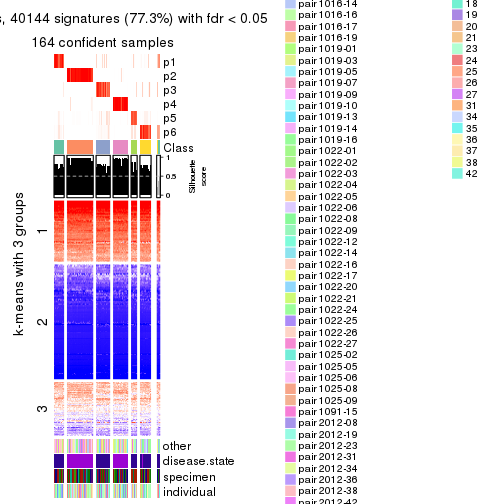 s, 40144 signatures (77.3%) with fdr < 0.05
164 confident samples
p1
p2
p3
p4
p5
p6
Class
1
0.5
0
Silhouette
score
k-means with 3 groups
1
2
3
other
disease.state
specimen
individual
pair1016-14
pair1016-16
pair1016-17
pair1016-19
pair1019-01
pair1019-03
pair1019-05
pair1019-07
pair1019-09
pair1019-10
pair1019-13
pair1019-14
pair1019-16
pair1022-01
pair1022-02
pair1022-03
pair1022-04
pair1022-05
pair1022-06
pair1022-08
pair1022-09
pair1022-12
pair1022-14
pair1022-16
pair1022-17
pair1022-20
pair1022-21
pair1022-24
pair1022-25
pair1022-26
pair1022-27
pair1025-02
pair1025-05
pair1025-06
pair1025-08
pair1025-09
pair1091-15
pair2012-08
pair2012-19
pair2012-23
pair2012-31
pair2012-34
pair2012-36
pair2012-38
pair2012-42
18
19
20
21
23
24
25
26
27
31
34
35
36
37
38
42